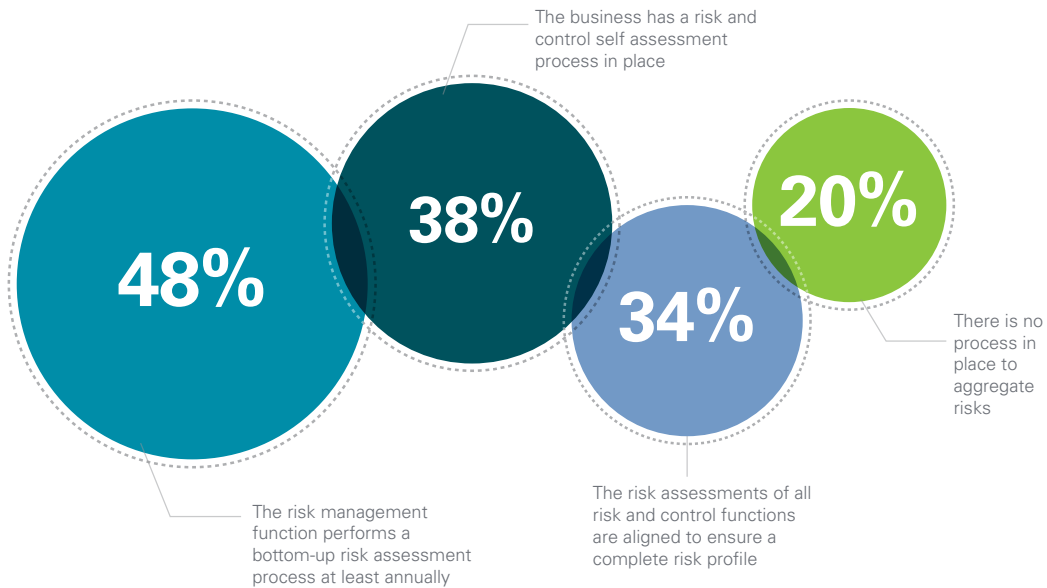 The business has a risk and
control self assessment
process in place
48%
38%
34%
20%
There is no
process in
place to
aggregate
risks
The risk management
function performs a
bottom-up risk assessment
process at least annually
The risk assessments of all
risk and control functions
are aligned to ensure a
complete risk profile